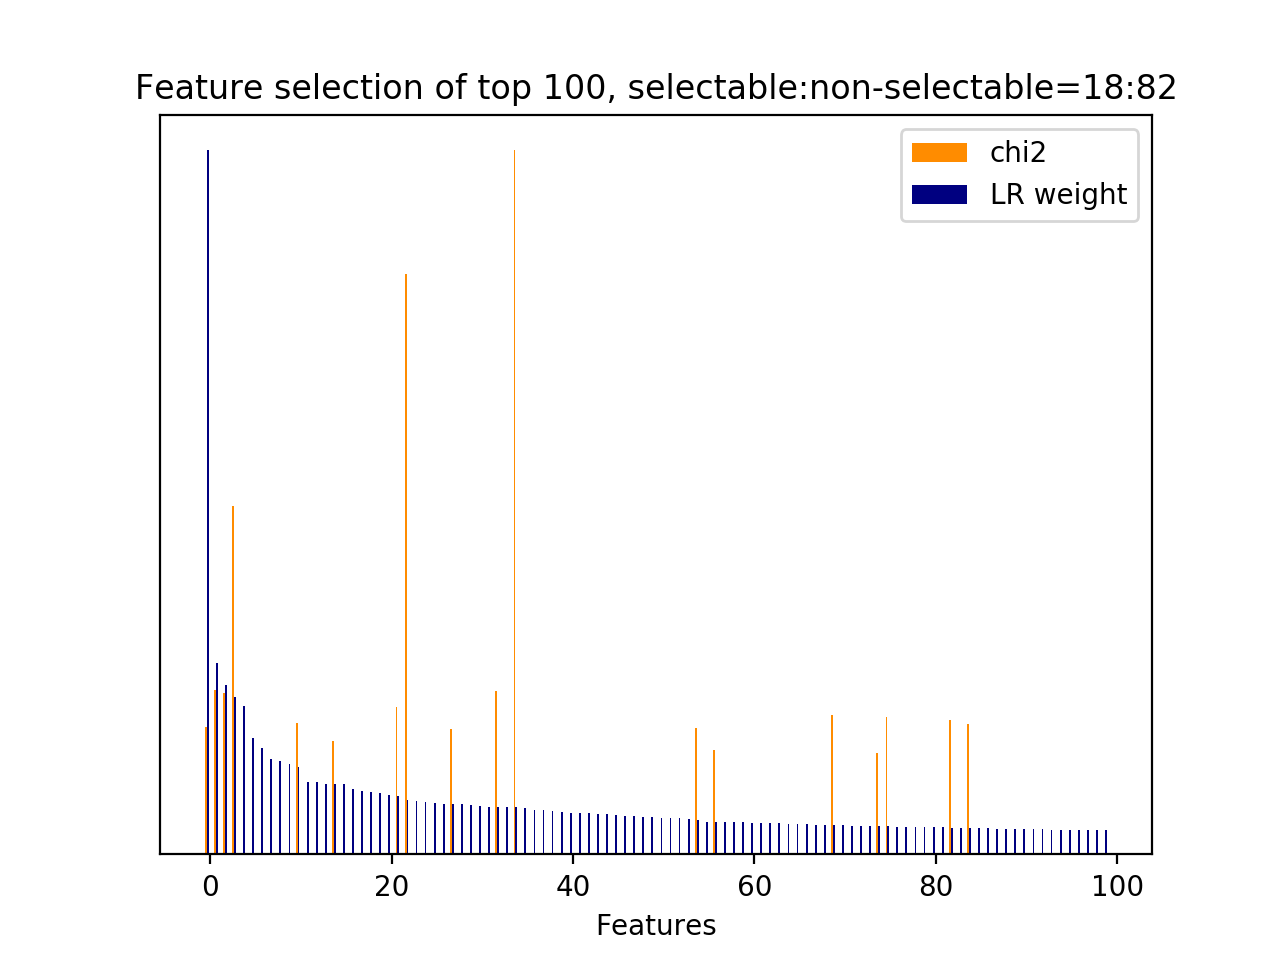 Feature selection of top 100, selectable:non-selectable=18:82
chi2
LR weight
0 20 40 60 80 100
Features